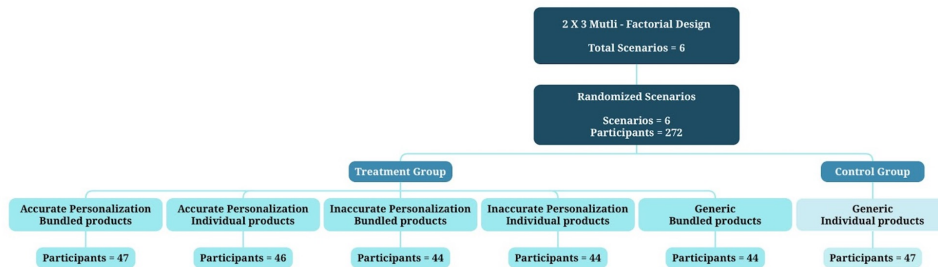 2 X 3 Mutli - Factorial Design
Total Scenarios = 6
Randomized Scenarios
Scenarios = 6
Participants = 272
Treatment Group
Control Group
Accurate Personalization
Bundled products
Accurate Personalization
Individual products
Inaccurate Personalization
Bundled products
Inaccurate Personalization
Individual products
Generic
Bundled products
Generic
Individual products
Participants = 47
Participants = 46
Participants = 44
Participants = 44
Participants = 44
Participants = 47